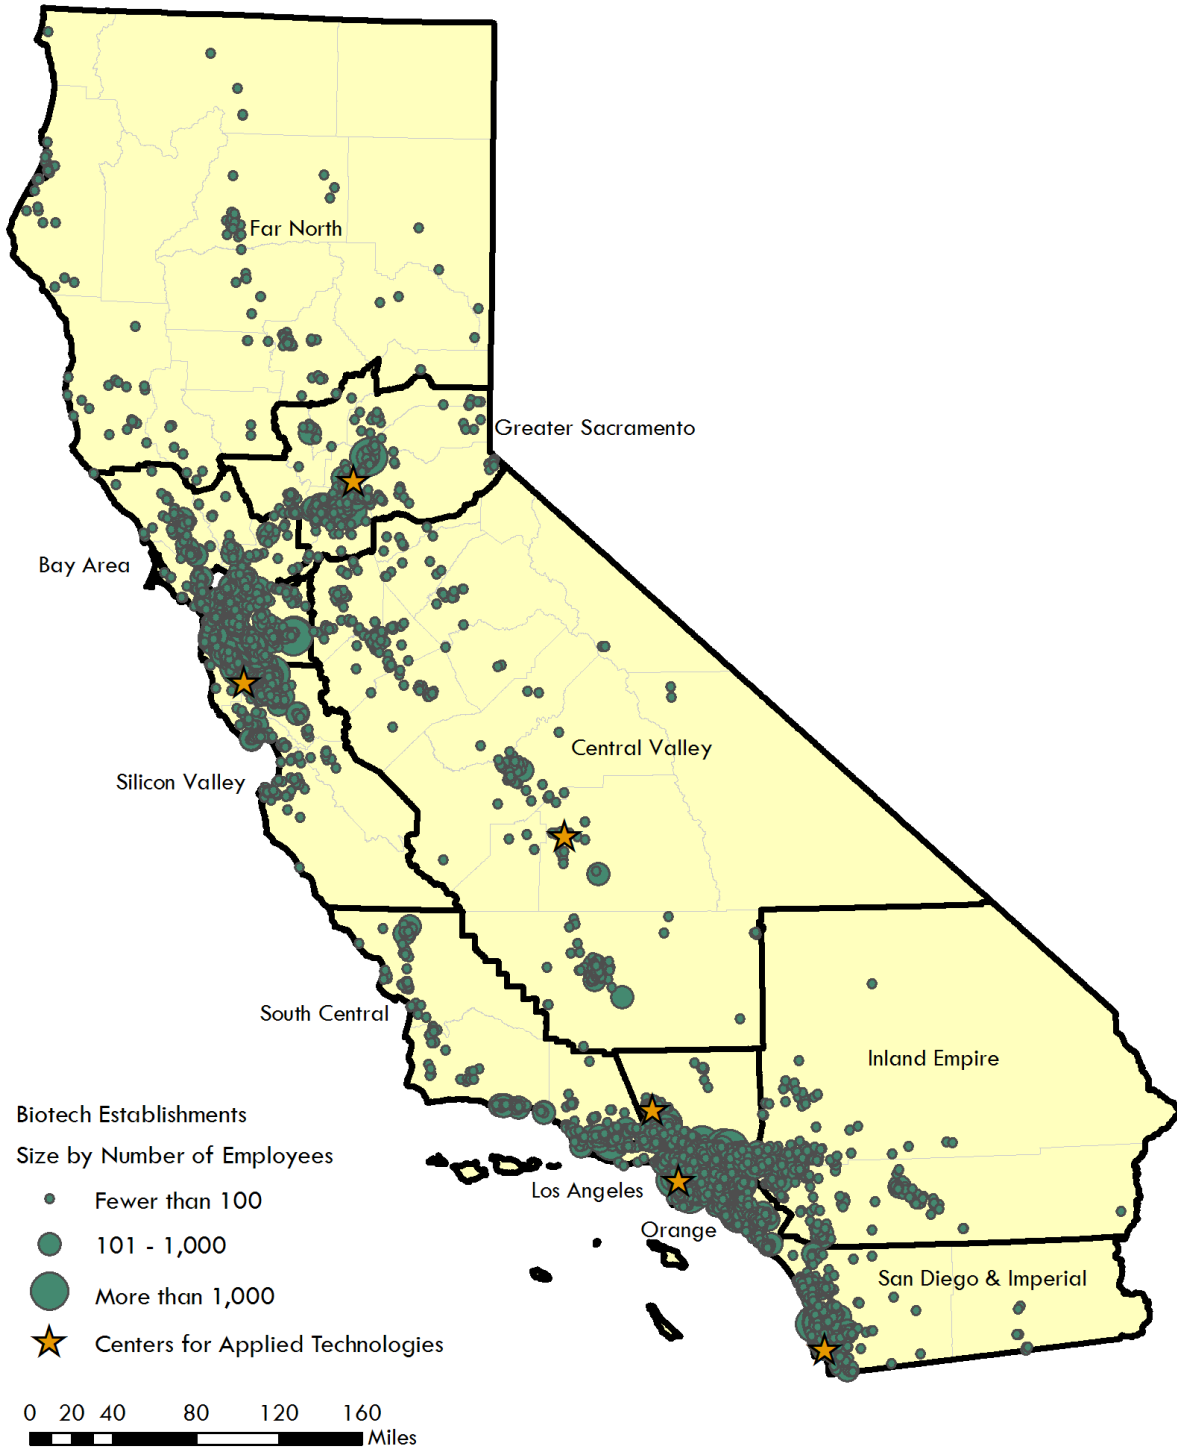 Far North
Greater Sacramento
Bay Area
Central Valley
Silicon Valley
South Central
Inland Empire
Los Angeles
Orange
San Diego & Imperial
Biotech Establishments
Size by Number of Employees
Fewer than 100
101 - 1,000
More than 1,000
Centers for Applied Technologies
0 20 40 80 120 160
Miles